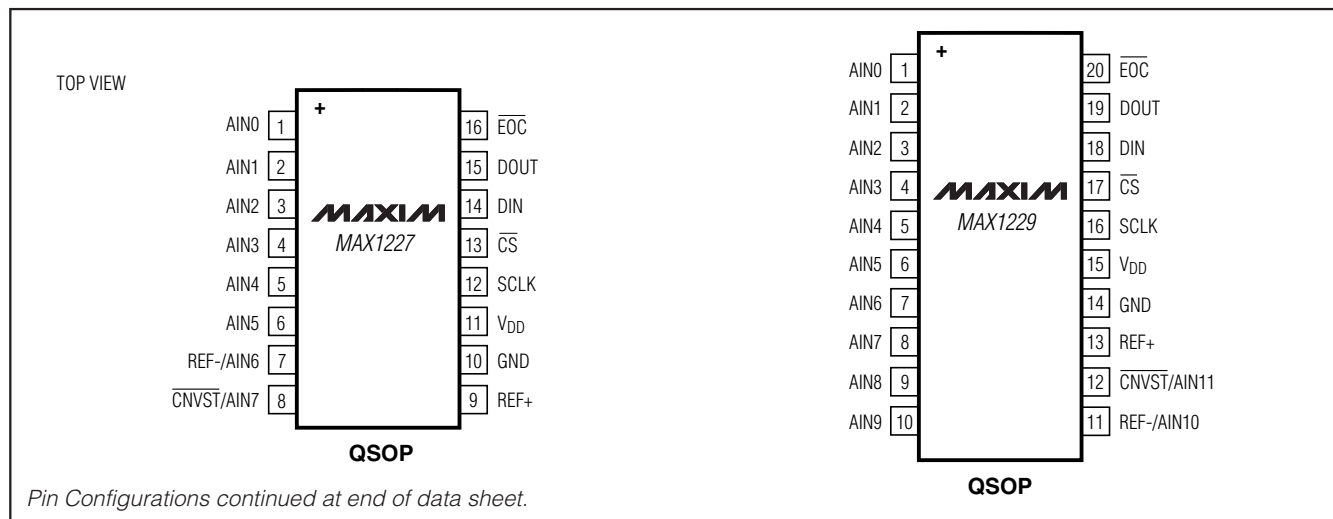 TOP VIEW
+
AIN0 1
AIN1 2
AIN2 3
AIN3 4
AIN4 5
AIN5 6
REF-/AIN6 7
CNVST/AIN7 8
MAXIM
MAX1227
16 EOC
15 DOUT
14 DIN
13 CS
12 SCLK
11 VDD
10 GND
9 REF+
QSOP
+
AIN0 1
AIN1 2
AIN2 3
AIN3 4
AIN4 5
AIN5 6
AIN6 7
AIN7 8
AIN8 9
AIN9 10
MAXIM
MAX1229
20 EOC
19 DOUT
18 DIN
17 CS
16 SCLK
15 VDD
14 GND
13 REF+
12 CNVST/AIN11
11 REF-/AIN10
QSOP
Pin Configurations continued at end of data sheet.